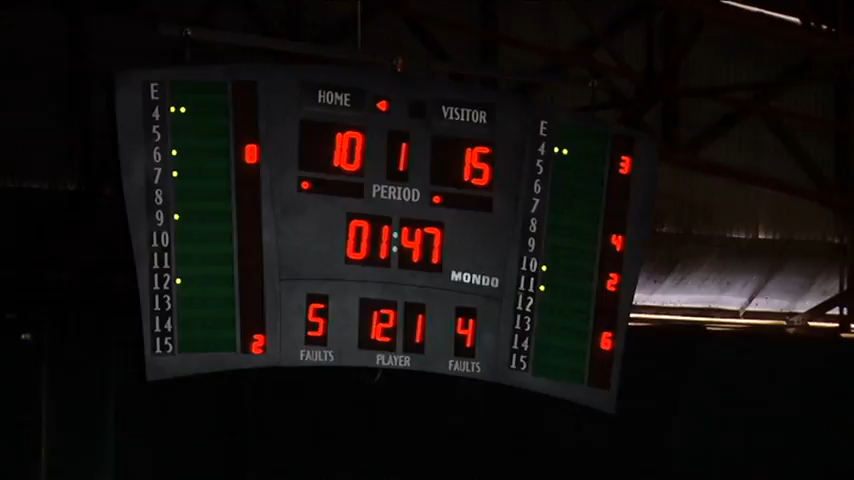 E
4
5
6 8
7
8
9
10
11
12
13
14
15 2
HOME
VISITOR
10 1 15
PERIOD
01:47
MONDO
5 12 1 4
FAULTS PLAYER FAULTS
E
4 3
5
6
7
8 4
9
10 2
11
12
13 6
14
15